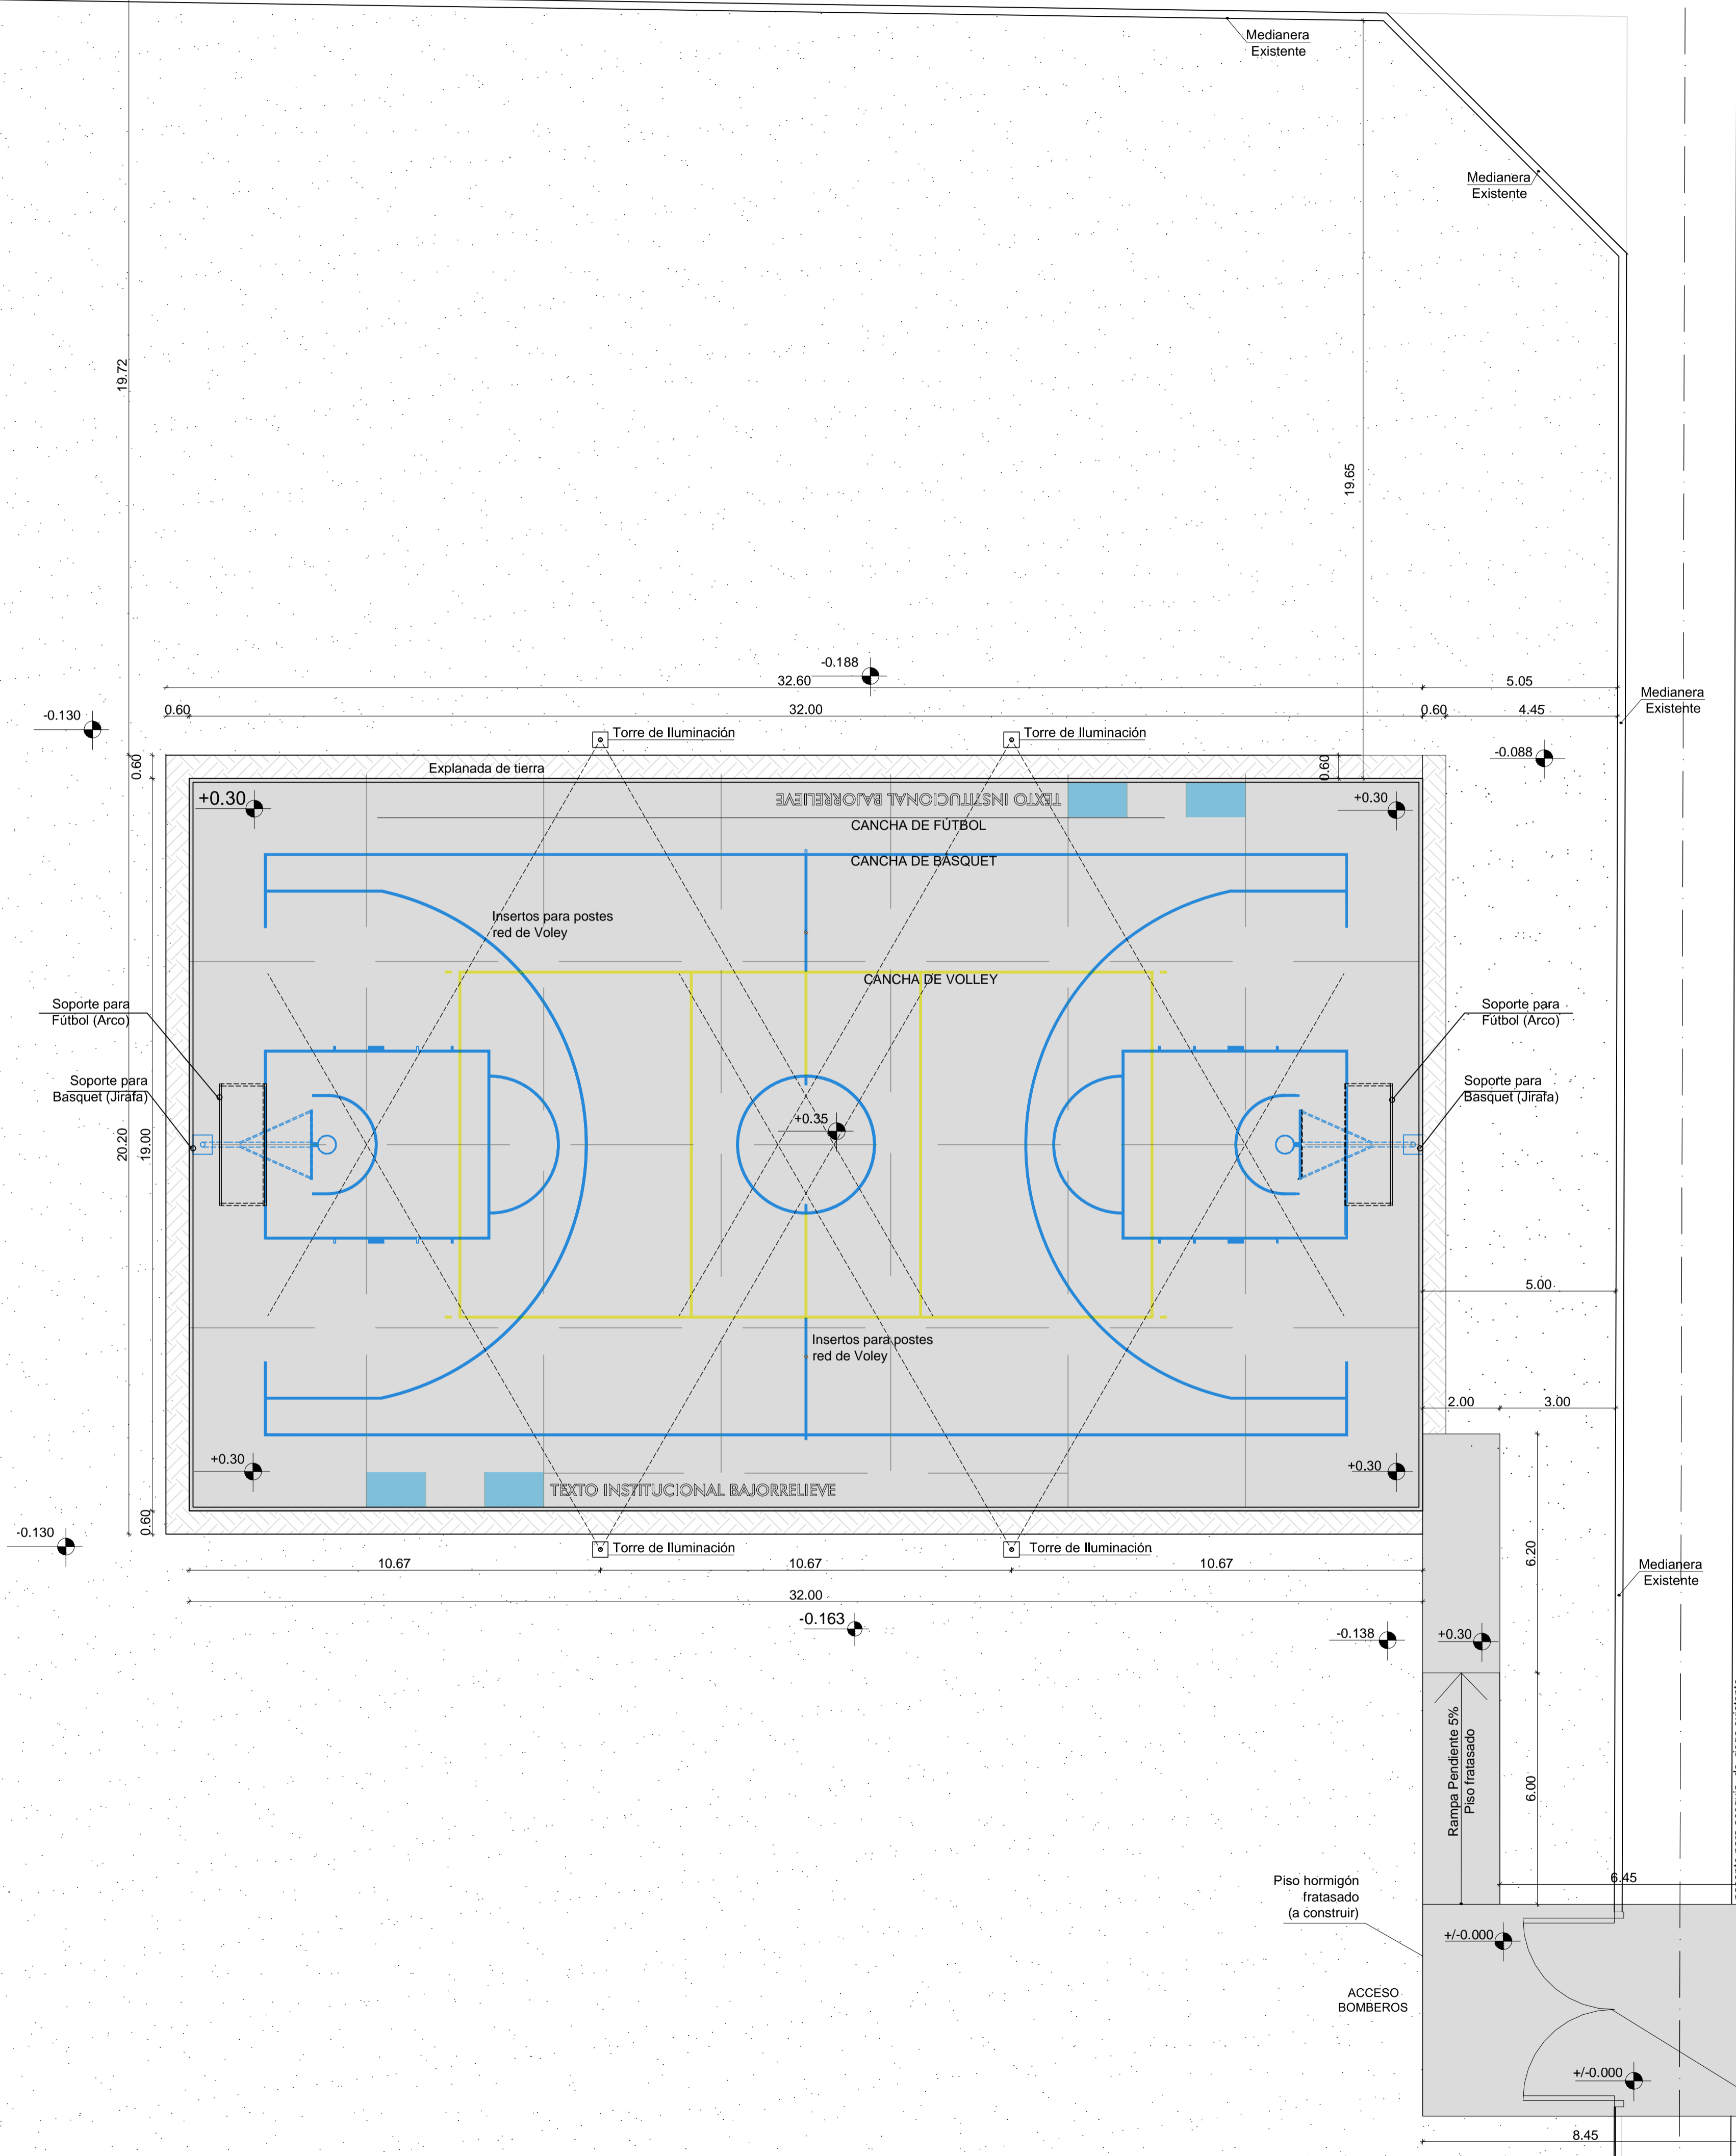 Medianera
Existente
Medianera
Existente
19.72
19.65
-0.188
32.60
5.05
Medianera
Existente
-0.130
0.60
32.00
0.60
4.45
Torre de Iluminación
Torre de Iluminación
-0.088
0.60
Explanada de tierra
0.60
+0.30
TEXTO INSTITUCIONAL BAJORRELIEVE
+0.30
CANCHA DE FÚTBOL
CANCHA DE BÁSQUET
Insertos para postes
red de Voley
CANCHA DE VOLLEY
Soporte para
Fútbol (Arco)
Soporte para
Fútbol (Arco)
Soporte para
Basquet (Jirafa)
Soporte para
Basquet (Jirafa)
+0.35
20.20
19.00
5.00
Insertos para postes
red de Voley
2.00
3.00
+0.30
+0.30
TEXTO INSTITUCIONAL BAJORRELIEVE
0.60
-0.130
Torre de Iluminación
Torre de Iluminación
10.67
10.67
10.67
6.20
Medianera
Existente
32.00
-0.163
-0.138
+0.30
Rampa Pendiente 5%
Piso fratasado
6.00
6.45
Piso hormigón
fratasado
(a construir)
+/-0.000
ACCESO
BOMBEROS
+/-0.000
8.45